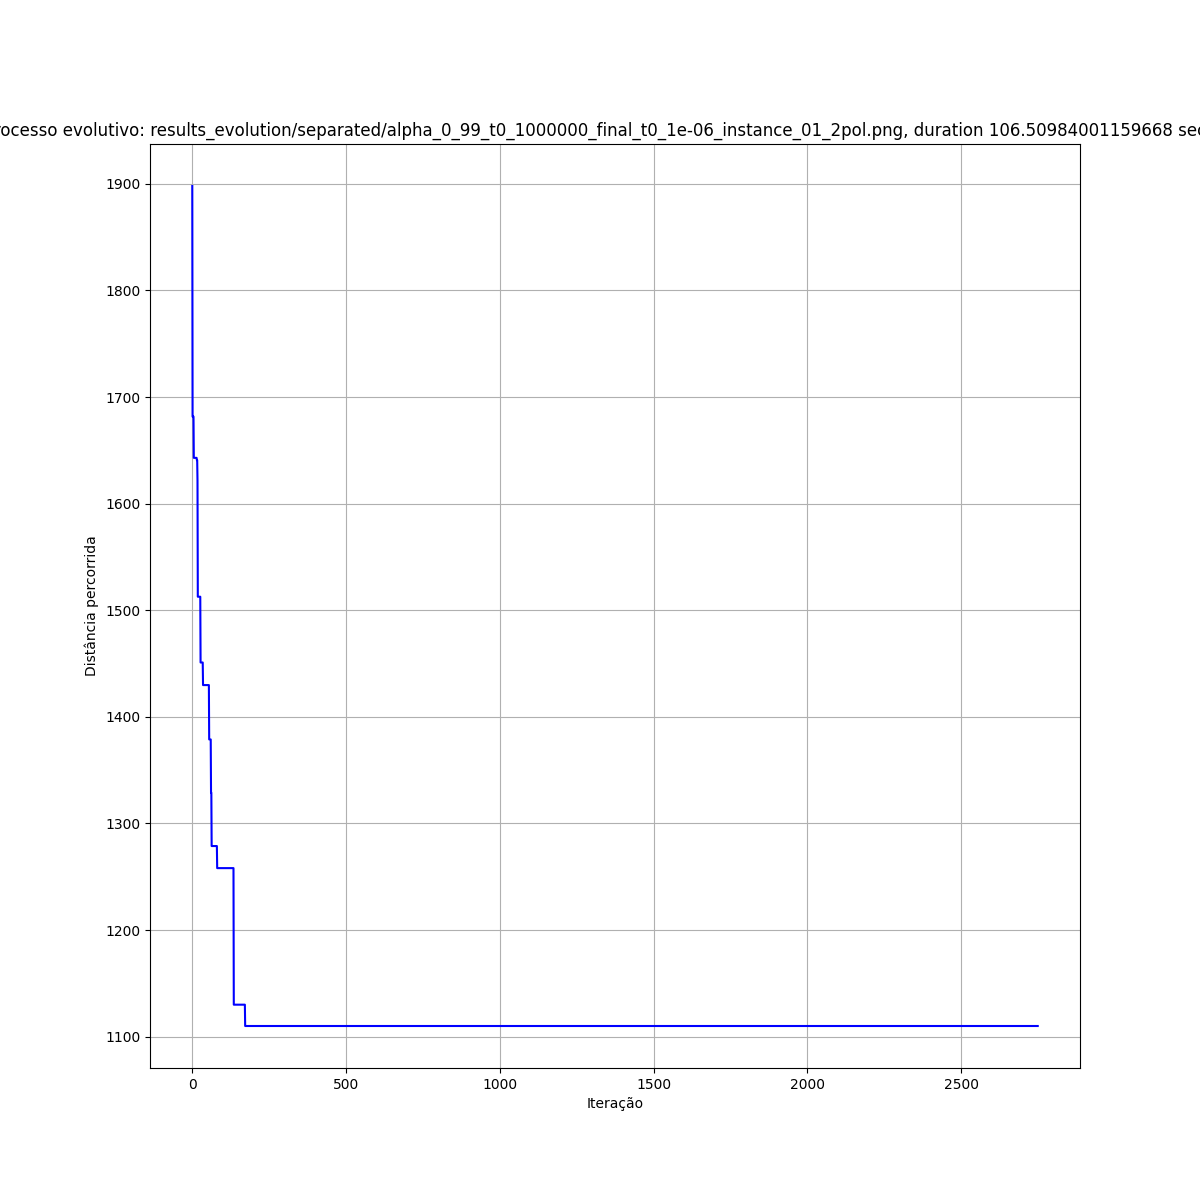 ocesso evolutivo: results_evolution/separated/alpha_0_99_t0_1000000_final_t0_1e-06_instance_01_2pol.png, duration 106.50984001159668 sec
1900
1800
1700
1600
1500
1400
1300
1200
1100
Distância percorrida
0 500 1000 1500 2000 2500
Iteração